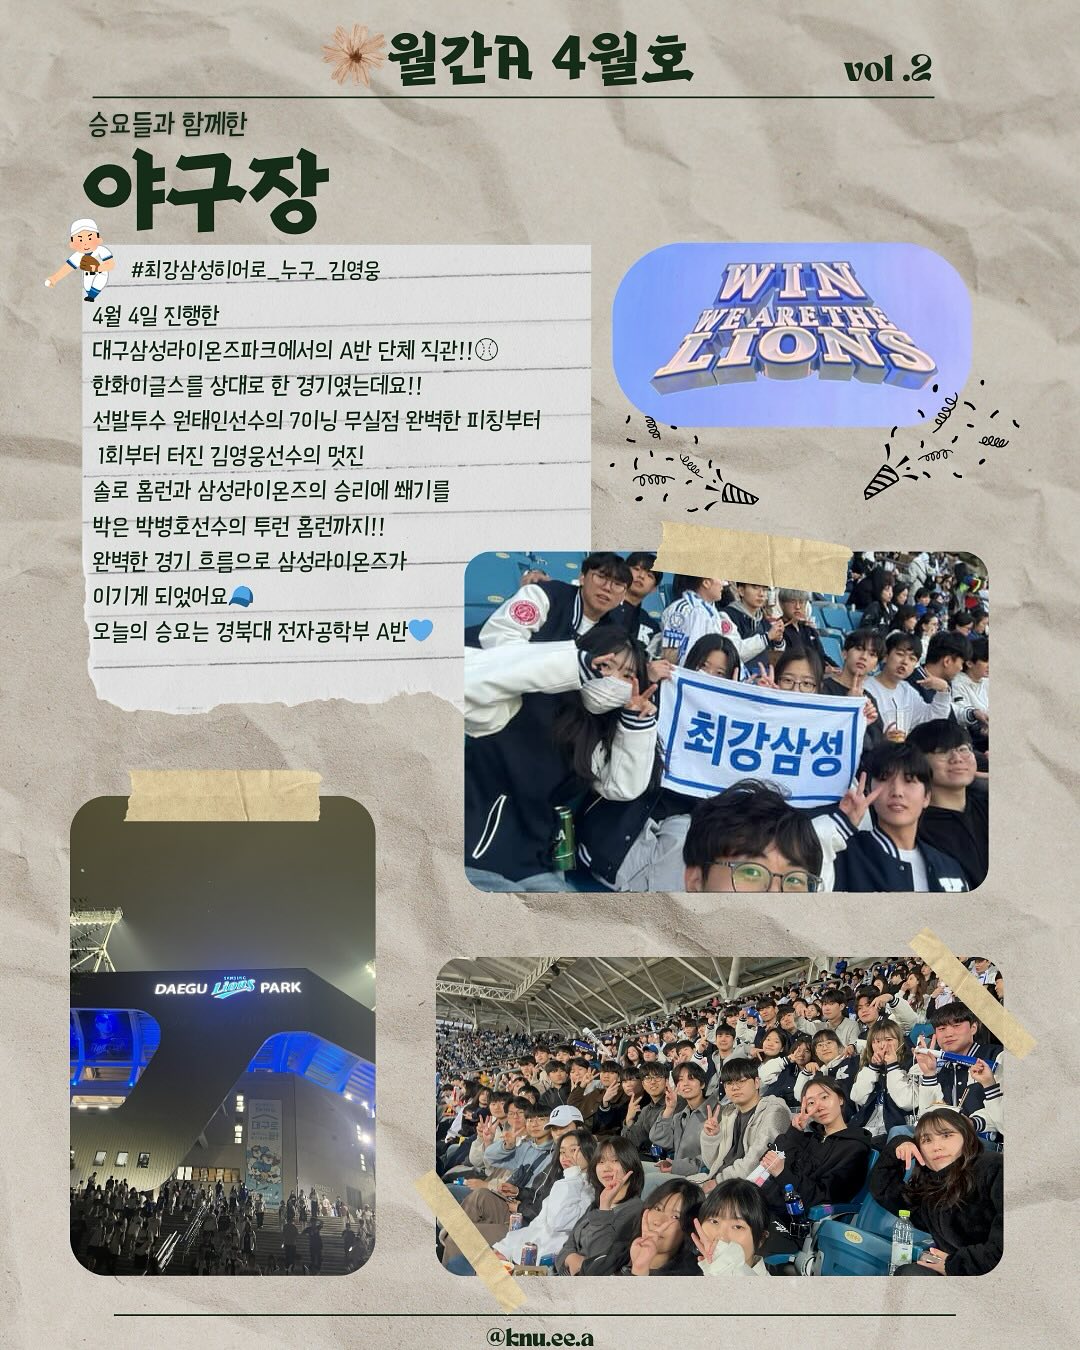 월간A 4월호
vol .2
승요들과 함께한
야구장
#최강삼성히어로_누구_김영웅
4월 4일 진행한
대구삼성라이온즈파크에서의 A반 단체 직관!!⚾
한화이글스를 상대로 한 경기였는데요!!
선발투수 원태인선수의 7이닝 무실점 완벽한 피칭부터
1회부터 터진 김영웅선수의 멋진
솔로 홈런과 삼성라이온즈의 승리에 쐐기를
박은 박병호선수의 투런 홈런까지!!
완벽한 경기 흐름으로 삼성라이온즈가
이기게 되었어요🧢
오늘의 승요는 경북대 전자공학부 A반💙
WIN
WE ARE THE
LIONS
최강삼성
SAMSUNG
DAEGU Lions PARK
대구로
@knu.ee.a